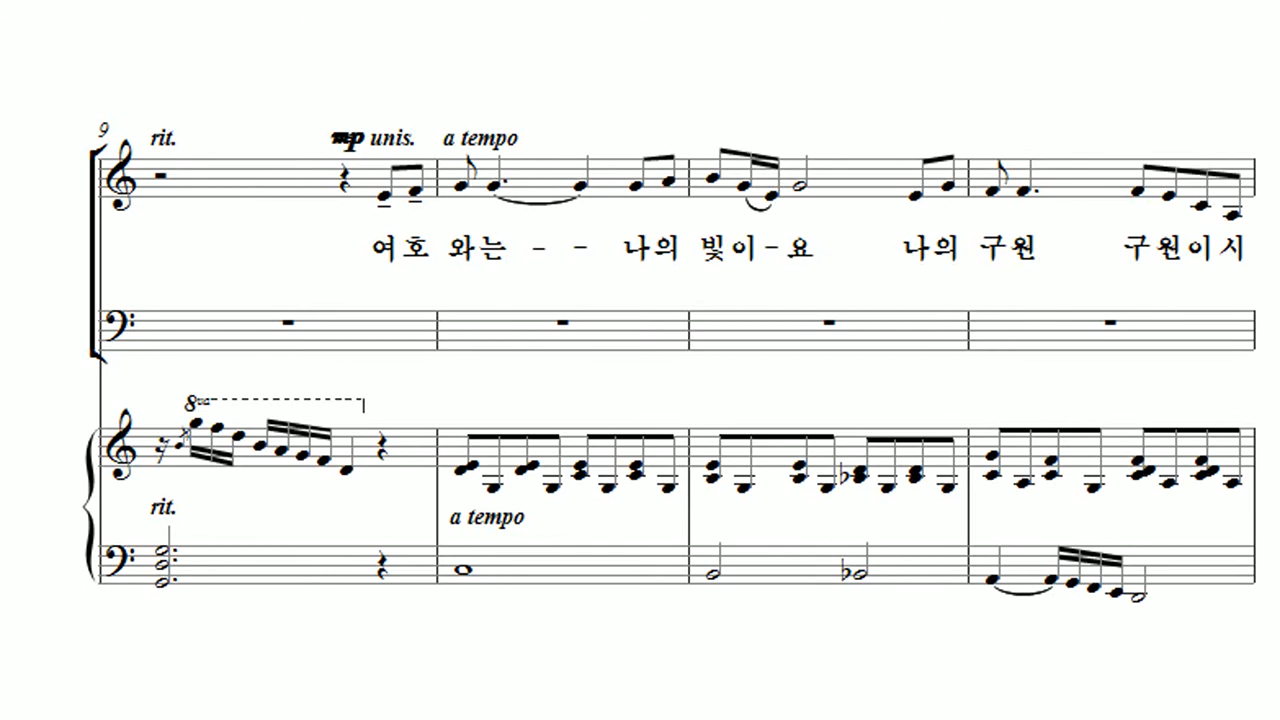 9
rit. mp unis. a tempo
여호 와는 - - 나의 빛이-요 나의 구원 구원이시
8va
rit. a tempo